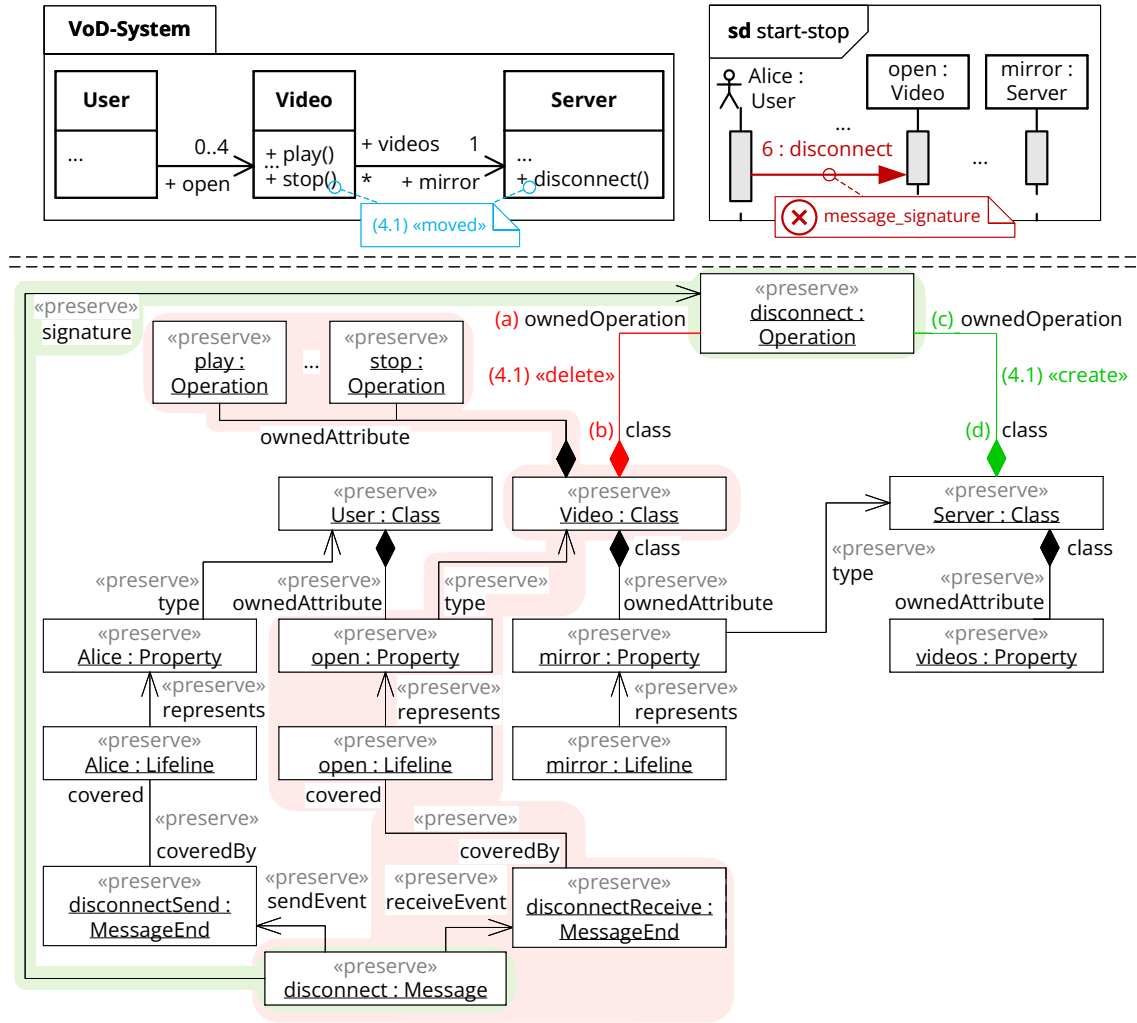 VoD-System
User
...
0..4
+ open
Video
+ play()
...
+ stop()
+ videos
1
*
+ mirror
Server
...
+ disconnect()
(4.1) «moved»
sd start-stop
Alice :
User
open :
Video
mirror :
Server
...
6 : disconnect
...
message_signature
«preserve»
signature
«preserve»
disconnect :
Operation
(a) ownedOperation
(c) ownedOperation
«preserve»
play :
Operation
...
«preserve»
stop :
Operation
(4.1) «delete»
(4.1) «create»
ownedAttribute
(b) class
(d) class
«preserve»
User : Class
«preserve»
Video : Class
«preserve»
Server : Class
class
class
«preserve»
type
«preserve»
type
«preserve»
ownedAttribute
«preserve»
type
«preserve»
ownedAttribute
«preserve»
ownedAttribute
«preserve»
Alice : Property
«preserve»
open : Property
«preserve»
mirror : Property
«preserve»
videos : Property
«preserve»
represents
«preserve»
represents
«preserve»
represents
«preserve»
Alice : Lifeline
«preserve»
open : Lifeline
«preserve»
mirror : Lifeline
covered
covered
«preserve»
coveredBy
«preserve»
coveredBy
«preserve»
disconnectSend :
MessageEnd
«preserve»
sendEvent
«preserve»
receiveEvent
«preserve»
disconnectReceive :
MessageEnd
«preserve»
disconnect : Message